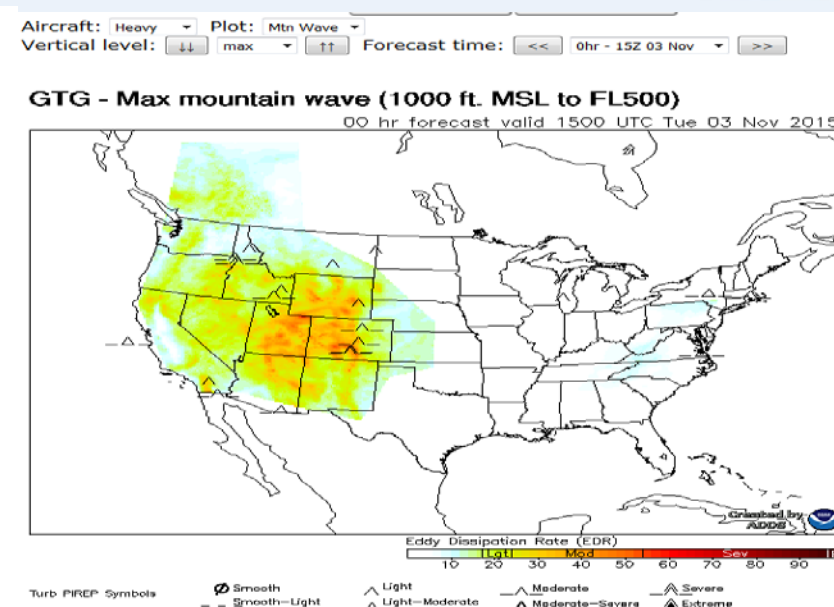 Aircraft: Heavy Plot: Mtn Wave
Vertical level: ↓↓ max ↑↑ Forecast time: << 0hr - 15Z 03 Nov >>
GTG - Max mountain wave (1000 ft. MSL to FL500)
00 hr forecast valid 1500 UTC Tue 03 Nov 2015
Created by
ADDS
Eddy Dissipation Rate (EDR)
Lgt Mod Sev
10 20 30 40 50 60 70 80 90
Turb PIREP Symbols
Smooth Light Moderate Severe
Smooth-Light Light-Moderate Moderate-Severe Extreme